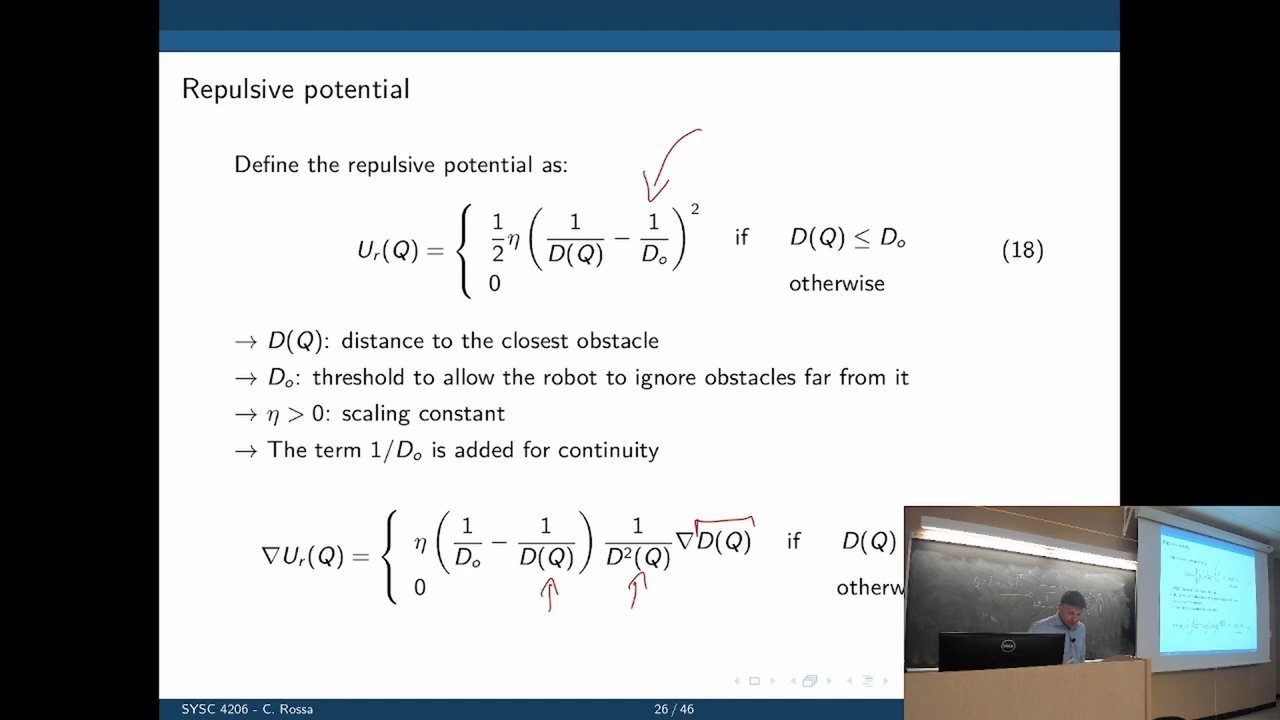 Repulsive potential
Define the repulsive potential as:
U_r(Q) = { 1/2 η ( 1/D(Q) − 1/D_o )^2 if D(Q) ≤ D_o
0 otherwise
(18)
→ D(Q): distance to the closest obstacle
→ D_o: threshold to allow the robot to ignore obstacles far from it
→ η > 0: scaling constant
→ The term 1/D_o is added for continuity
∇U_r(Q) = { η ( 1/D_o − 1/D(Q) ) 1/D^2(Q) ∇D(Q) if D(Q)
0 otherw
SYSC 4206 - C. Rossa
26 / 46